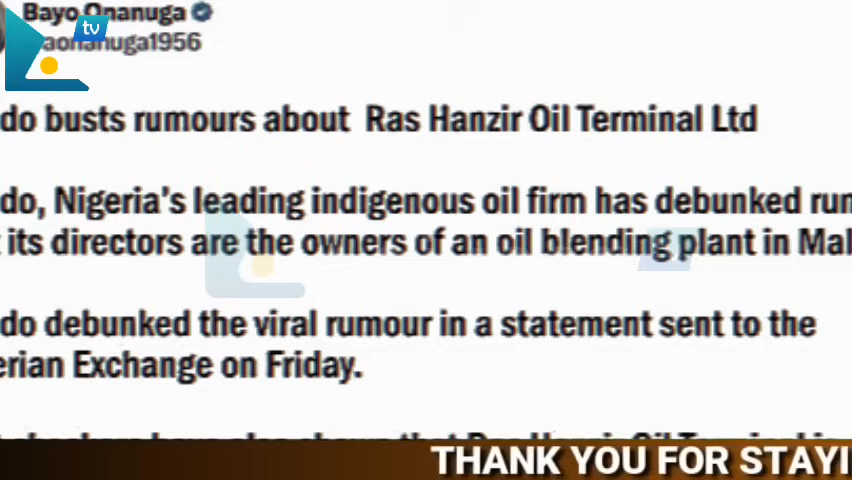 Bayo Onanuga
tv
aonanuga1956
do busts rumours about Ras Hanzir Oil Terminal Ltd
do, Nigeria's leading indigenous oil firm has debunked run
its directors are the owners of an oil blending plant in Mal
do debunked the viral rumour in a statement sent to the
erian Exchange on Friday.
THANK YOU FOR STAYI